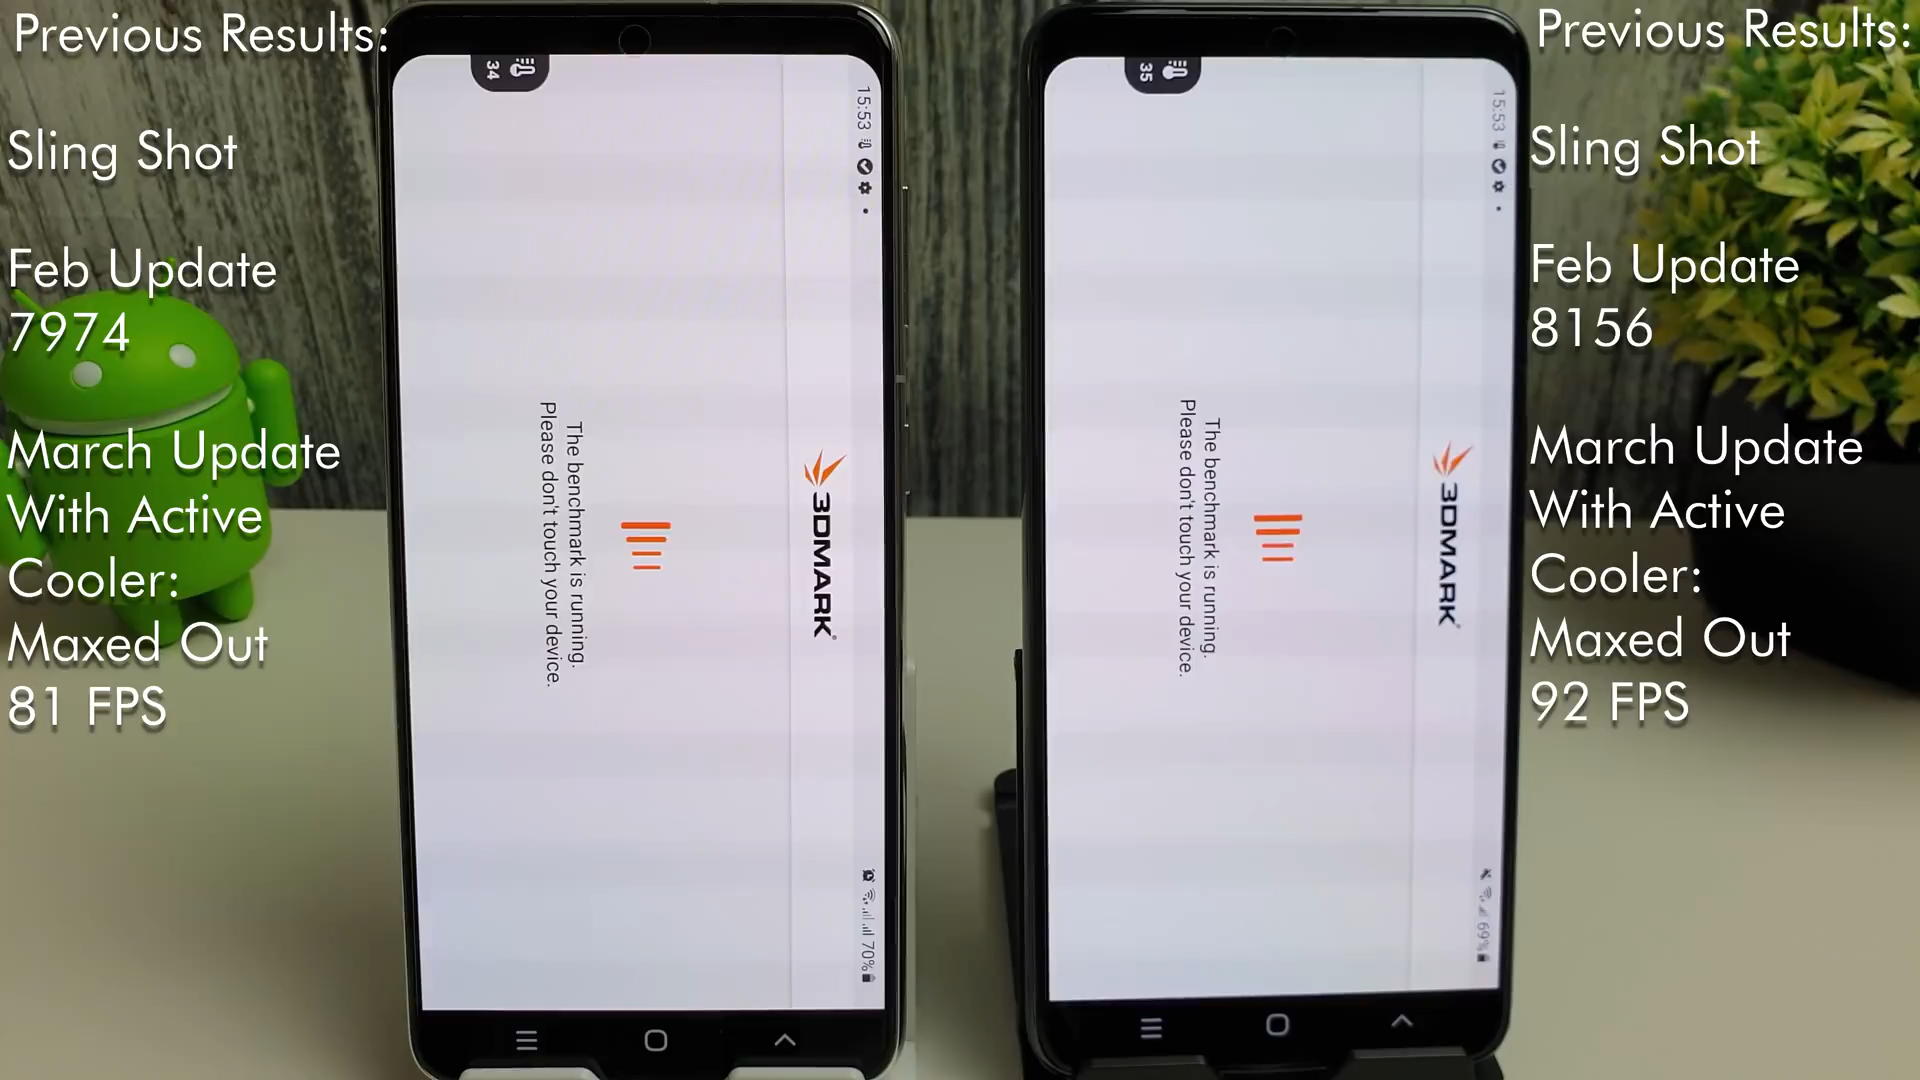 Previous Results:
Sling Shot
Feb Update
7974
March Update
With Active
Cooler:
Maxed Out
81 FPS
34
15:53
3DMARK
The benchmark is running.
Please don't touch your device.
70%
35
15:53
3DMARK
The benchmark is running.
Please don't touch your device.
69%
Previous Results:
Sling Shot
Feb Update
8156
March Update
With Active
Cooler:
Maxed Out
92 FPS